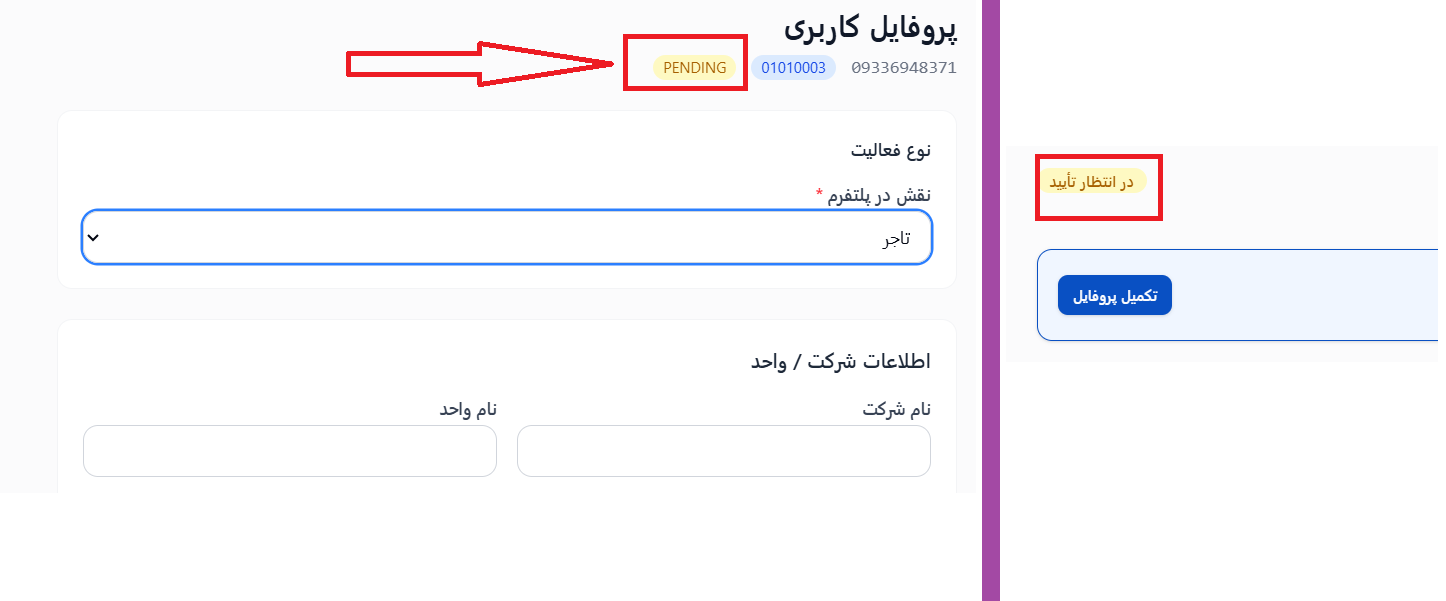 پروفایل کاربری
09336948371 01010003 PENDING
نوع فعالیت
نقش در پلتفرم *
تاجر
اطلاعات شرکت / واحد
نام شرکت
نام واحد
در انتظار تأیید
تکمیل پروفایل